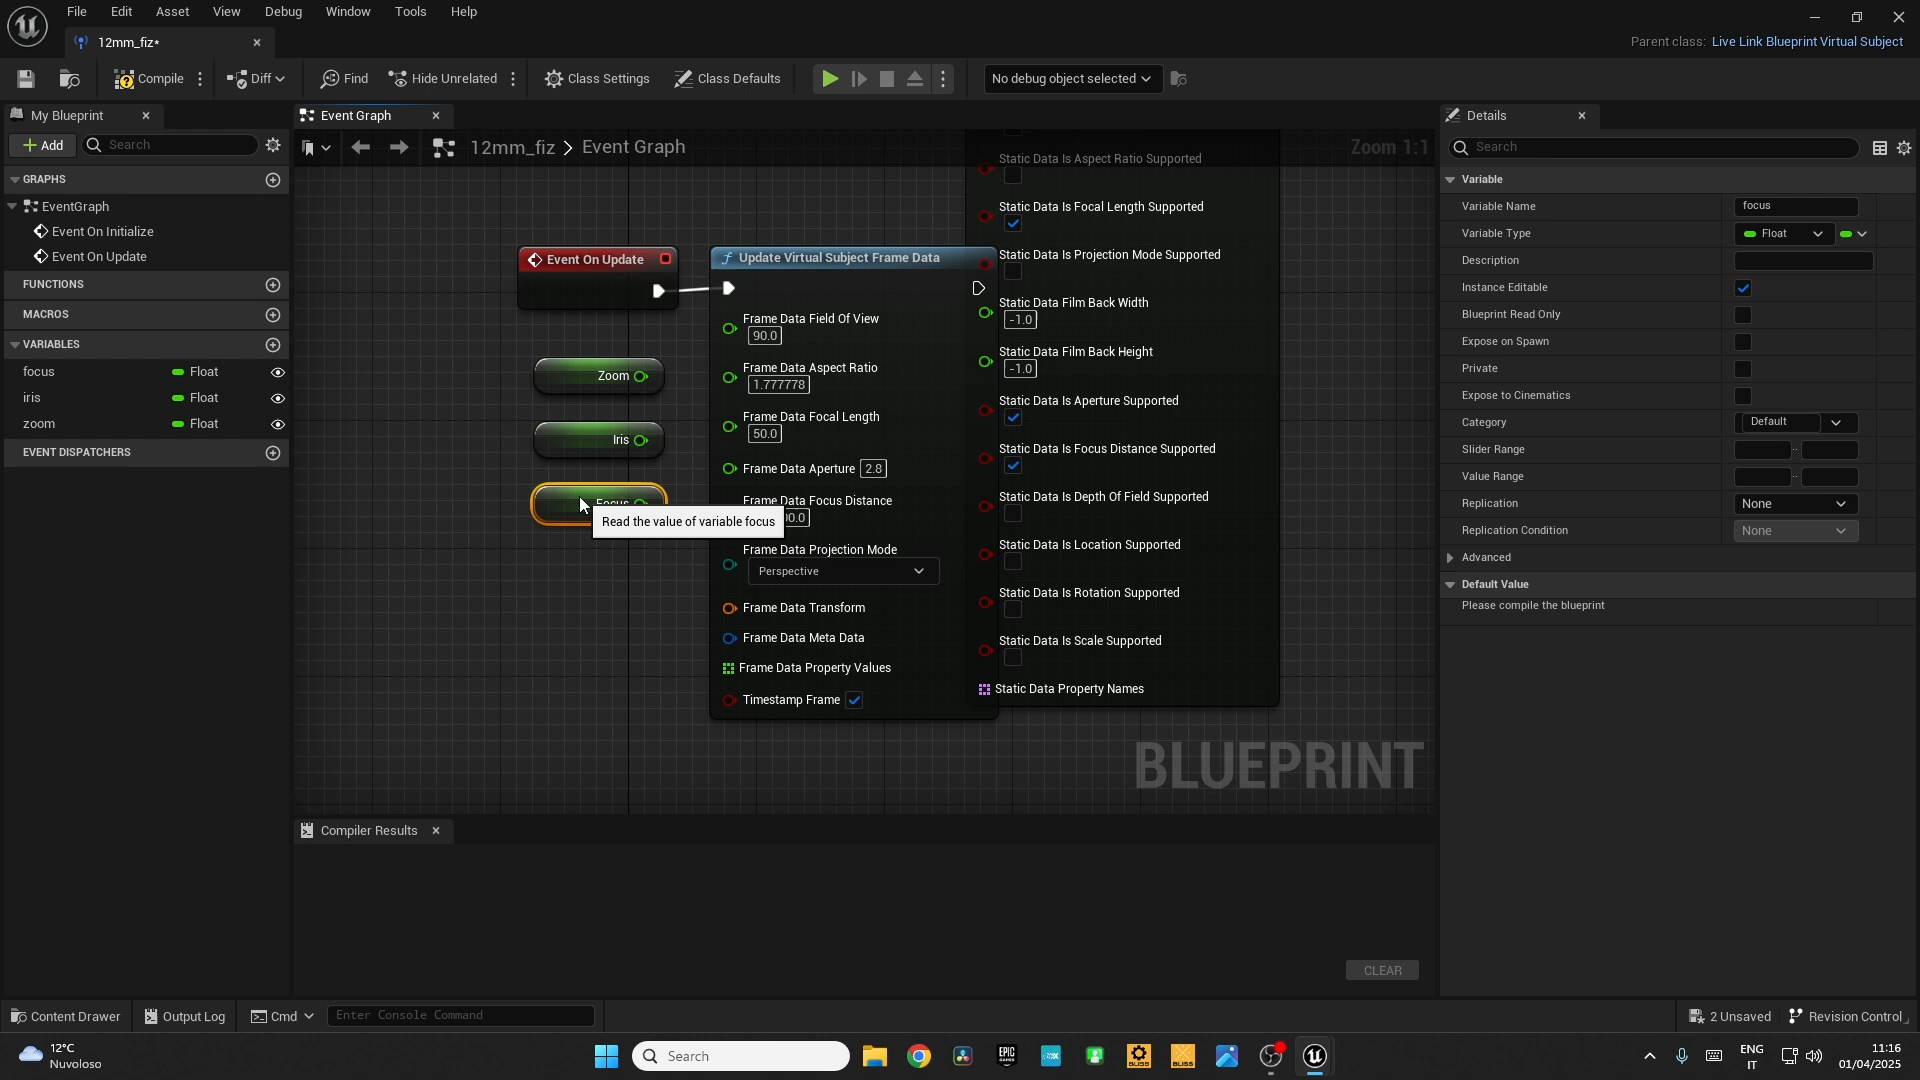 File Edit Asset View Debug Window Tools Help
12mm_fiz*
Parent class: Live Link Blueprint Virtual Subject
Compile Diff Find Hide Unrelated Class Settings Class Defaults No debug object selected
My Blueprint
Event Graph
Details
Add Search
12mm_fiz > Event Graph
Zoom 1:1
Search
GRAPHS
EventGraph
Event On Initialize
Event On Update
FUNCTIONS
MACROS
VARIABLES
focus Float
iris Float
zoom Float
EVENT DISPATCHERS
Event On Update
Zoom
Iris
Focus
Read the value of variable focus
Update Virtual Subject Frame Data
Frame Data Field Of View
90.0
Frame Data Aspect Ratio
1.777778
Frame Data Focal Length
50.0
Frame Data Aperture 2.8
Frame Data Focus Distance
00.0
Frame Data Projection Mode
Perspective
Frame Data Transform
Frame Data Meta Data
Frame Data Property Values
Timestamp Frame
Static Data Is Aspect Ratio Supported
Static Data Is Focal Length Supported
Static Data Is Projection Mode Supported
Static Data Film Back Width
-1.0
Static Data Film Back Height
-1.0
Static Data Is Aperture Supported
Static Data Is Focus Distance Supported
Static Data Is Depth Of Field Supported
Static Data Is Location Supported
Static Data Is Rotation Supported
Static Data Is Scale Supported
Static Data Property Names
BLUEPRINT
Variable
Variable Name focus
Variable Type Float
Description
Instance Editable
Blueprint Read Only
Expose on Spawn
Private
Expose to Cinematics
Category Default
Slider Range
Value Range
Replication None
Replication Condition None
Advanced
Default Value
Please compile the blueprint
Compiler Results
CLEAR
Content Drawer Output Log Cmd Enter Console Command
2 Unsaved Revision Control
12°C
Nuvoloso
Search
EPIC
GAMES
BLISS
BLISS
ENG
IT
11:16
01/04/2025